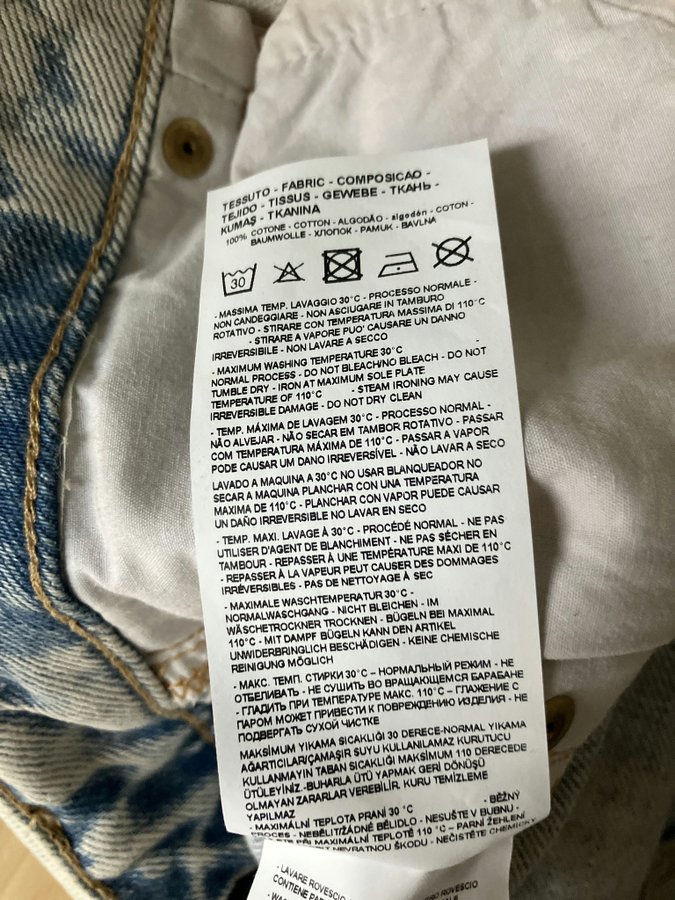 TESSUTO - FABRIC - COMPOSICAO -
TEJIDO - TISSUS - GEWEBE - ТКАНЬ -
KUMAŞ - TKANINA
100% COTONE - COTTON - ALGODÃO - algodón - COTON -
BAUMWOLLE - ХЛОПОК - PAMUK - BAVLNA
30
- MASSIMA TEMP. LAVAGGIO 30°C - PROCESSO NORMALE -
NON CANDEGGIARE - NON ASCIUGARE IN TAMBURO
ROTATIVO - STIRARE CON TEMPERATURA MASSIMA DI 110°C
- STIRARE A VAPORE PUO' CAUSARE UN DANNO
IRREVERSIBILE - NON LAVARE A SECCO
- MAXIMUM WASHING TEMPERATURE 30°C -
NORMAL PROCESS - DO NOT BLEACH/NO BLEACH - DO NOT
TUMBLE DRY - IRON AT MAXIMUM SOLE PLATE
TEMPERATURE OF 110°C - STEAM IRONING MAY CAUSE
IRREVERSIBLE DAMAGE - DO NOT DRY CLEAN
- TEMP. MÁXIMA DE LAVAGEM 30°C - PROCESSO NORMAL -
NÃO ALVEJAR - NÃO SECAR EM TAMBOR ROTATIVO - PASSAR
COM TEMPERATURA MÁXIMA DE 110°C - PASSAR A VAPOR
PODE CAUSAR UM DANO IRREVERSÍVEL - NÃO LAVAR A SECO
LAVADO A MAQUINA A 30°C NO USAR BLANQUEADOR NO
SECAR A MAQUINA PLANCHAR CON UNA TEMPERATURA
MAXIMA DE 110°C - PLANCHAR CON VAPOR PUEDE CAUSAR
UN DAÑO IRREVERSIBLE NO LAVAR EN SECO
- TEMP. MAXI. LAVAGE À 30°C - PROCÉDÉ NORMAL - NE PAS
UTILISER D'AGENT DE BLANCHIMENT - NE PAS SÉCHER EN
TAMBOUR - REPASSER À UNE TEMPÉRATURE MAXI DE 110°C
- REPASSER À LA VAPEUR PEUT CAUSER DES DOMMAGES
IRRÉVERSIBLES - PAS DE NETTOYAGE À SEC
- MAXIMALE WASCHTEMPERATUR 30°C -
NORMALWASCHGANG - NICHT BLEICHEN - IM
WÄSCHETROCKNER TROCKNEN - BÜGELN BEI MAXIMAL
110°C - MIT DAMPF BÜGELN KANN DEN ARTIKEL
UNWIDERBRINGLICH BESCHÄDIGEN - KEINE CHEMISCHE
REINIGUNG MÖGLICH
- МАКС. ТЕМП. СТИРКИ 30°C – НОРМАЛЬНЫЙ РЕЖИМ - НЕ
ОТБЕЛИВАТЬ - НЕ СУШИТЬ ВО ВРАЩАЮЩЕМСЯ БАРАБАНЕ
- ГЛАДИТЬ ПРИ ТЕМПЕРАТУРЕ МАКС. 110°C – ГЛАЖЕНИЕ С
ПАРОМ МОЖЕТ ПРИВЕСТИ К ПОВРЕЖДЕНИЮ ИЗДЕЛИЯ - НЕ
ПОДВЕРГАТЬ СУХОЙ ЧИСТКЕ
MAKSİMUM YIKAMA SICAKLIĞI 30 DERECE-NORMAL YIKAMA
AĞARTICILAR/ÇAMAŞIR SUYU KULLANILAMAZ KURUTUCU
KULLANMAYIN TABAN SICAKLIĞI MAKSİMUM 110 DERECEDE
ÜTÜLEYİNİZ.-BUHARLA ÜTÜ YAPMAK GERİ DÖNÜŞÜ
OLMAYAN ZARARLAR VEREBİLİR. KURU TEMİZLEME
YAPILMAZ
- MAXIMÁLNÍ TEPLOTA PRANÍ 30 °C - BĚŽNÝ
PROCES - NEBĚLIT/ŽÁDNÉ BĚLIDLO - NESUŠTE V BUBNU -
MAXIMÁLNÍ TEPLOTĚ 110 °C – PARNÍ ŽEHLENÍ
NEVRATNOU ŠKODU - NEČISTĚTE CHEMICKY
- LAVARE ROVESCIO
CONTIENE
ROVESCIO